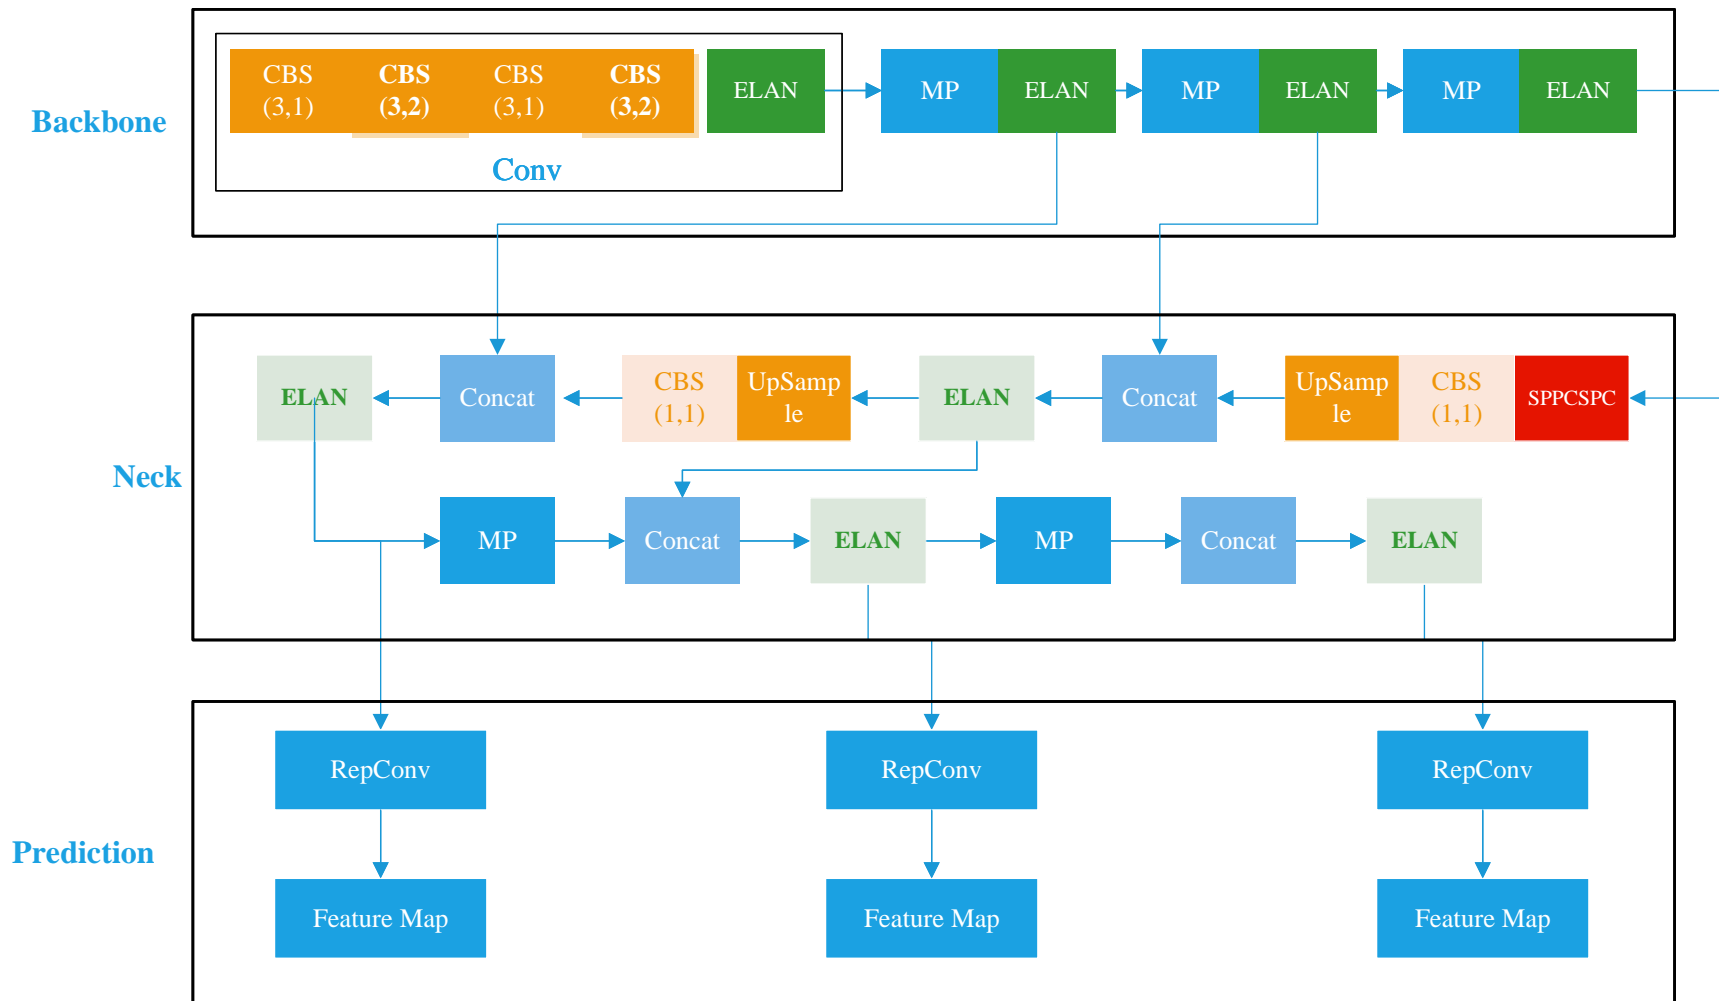 Backbone
CBS
(3,1)
CBS
(3,2)
CBS
(3,1)
CBS
(3,2)
ELAN
Conv
MP
ELAN
MP
ELAN
MP
ELAN
Neck
ELAN
Concat
CBS
(1,1)
UpSamp
le
ELAN
Concat
UpSamp
le
CBS
(1,1)
SPPCSPC
MP
Concat
ELAN
MP
Concat
ELAN
Prediction
RepConv
RepConv
RepConv
Feature Map
Feature Map
Feature Map